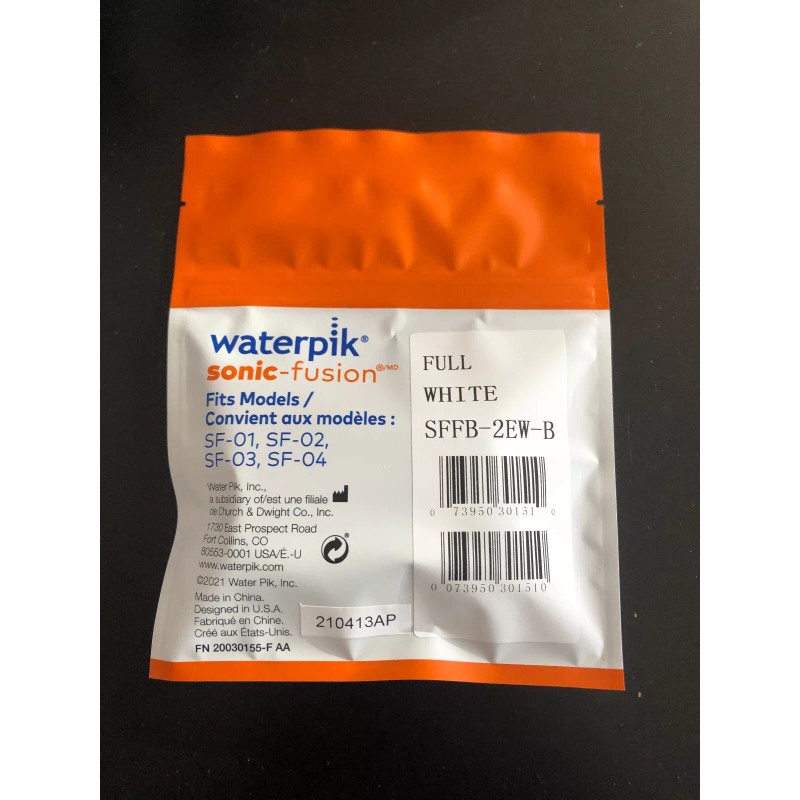 waterpik®
sonic-fusion®/MD
Fits Models /
Convient aux modèles :
SF-01, SF-02,
SF-03, SF-04
Water Pik, Inc.,
a subsidiary of/est une filiale
de Church & Dwight Co., Inc.
1730 East Prospect Road
Fort Collins, CO
80553-0001 USA/É.-U
www.waterpik.com
©2021 Water Pik, Inc.
Made in China.
Designed in U.S.A.
Fabriqué en Chine.
Créé aux États-Unis.
FN 20030155-F AA
210413AP
FULL
WHITE
SFFB-2EW-B
0 73950 30151 0
0 073950 301510